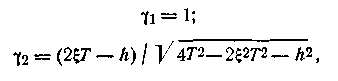 γ₁ = 1;
γ₂ = (2ξT — h) / √4T² — 2ξ²T² — h²,